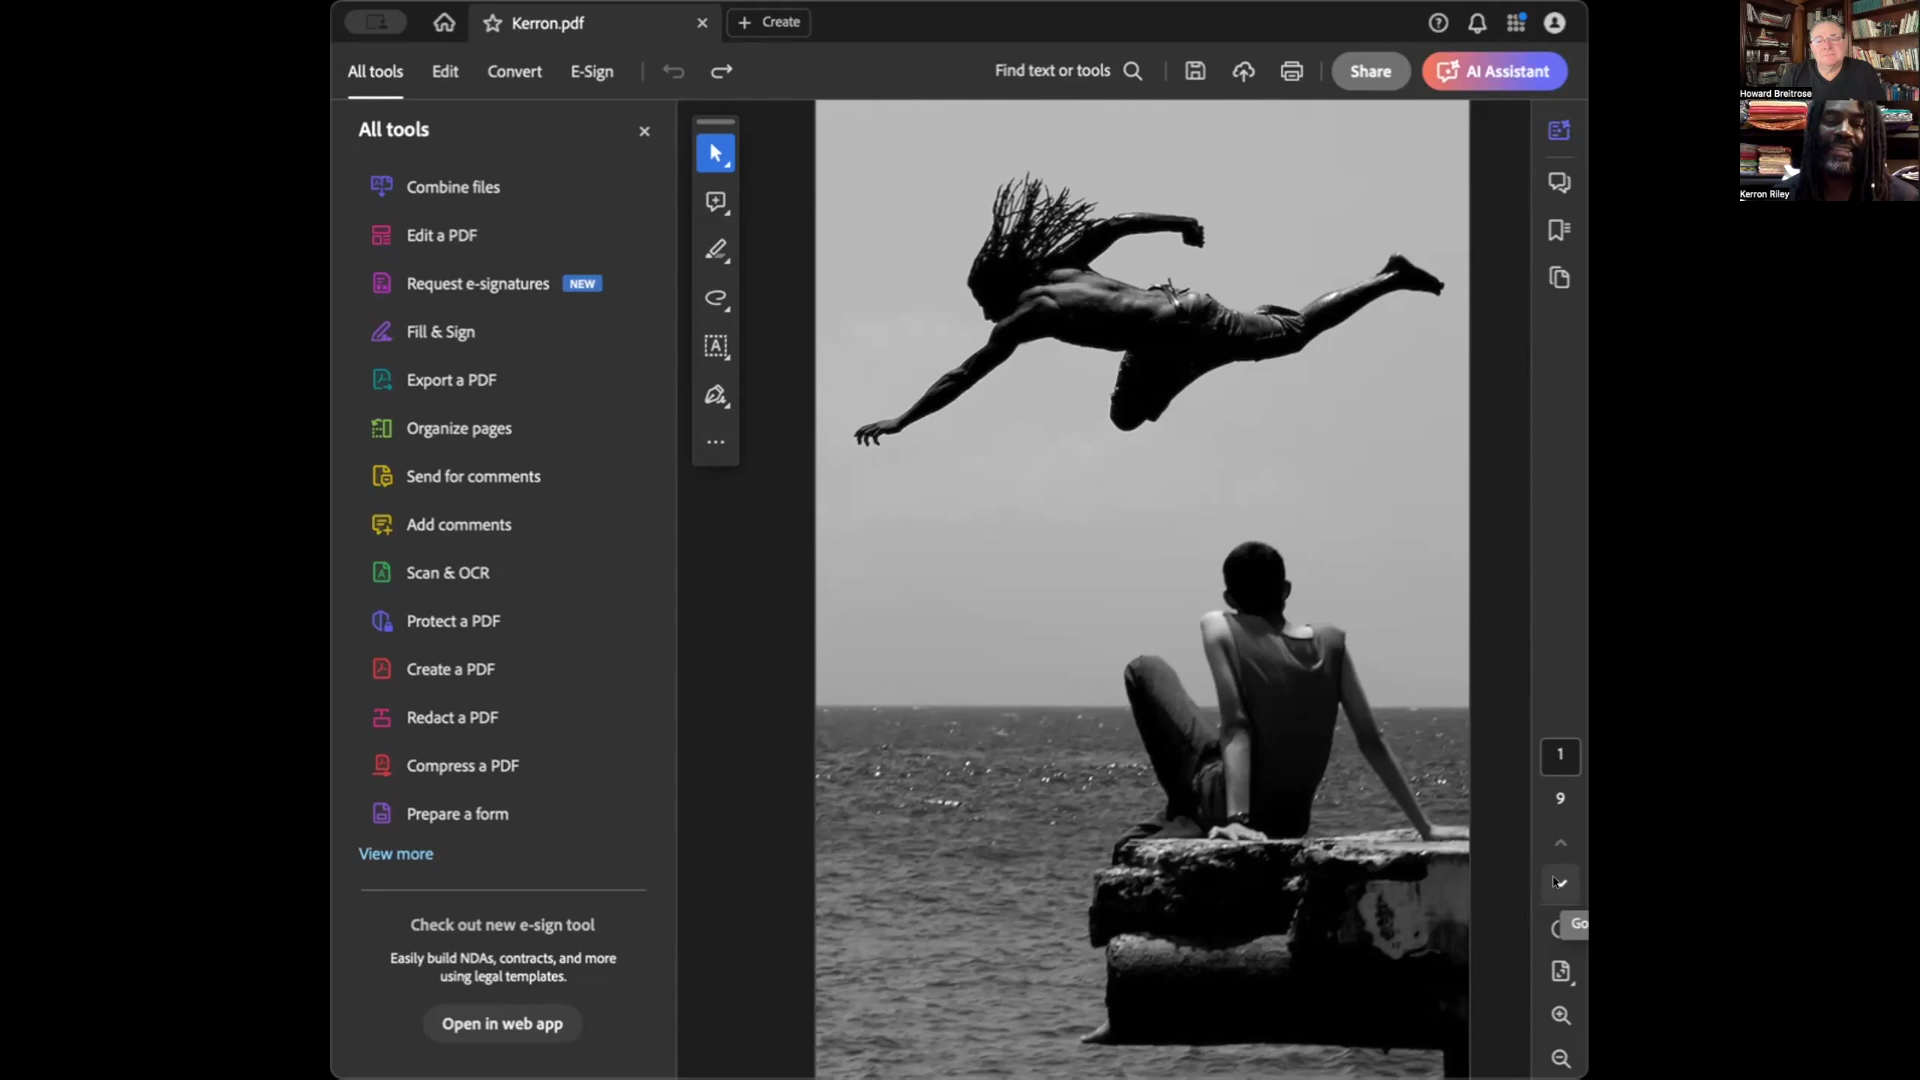 Kerron.pdf
Create
All tools
Edit
Convert
E-Sign
Find text or tools
Share
AI Assistant
All tools
Combine files
Edit a PDF
Request e-signatures NEW
Fill & Sign
Export a PDF
Organize pages
Send for comments
Add comments
Scan & OCR
Protect a PDF
Create a PDF
Redact a PDF
Compress a PDF
Prepare a form
View more
Check out new e-sign tool
Easily build NDAs, contracts, and more
using legal templates.
Open in web app
1
9
Go
Howard Breitrose
Kerron Riley